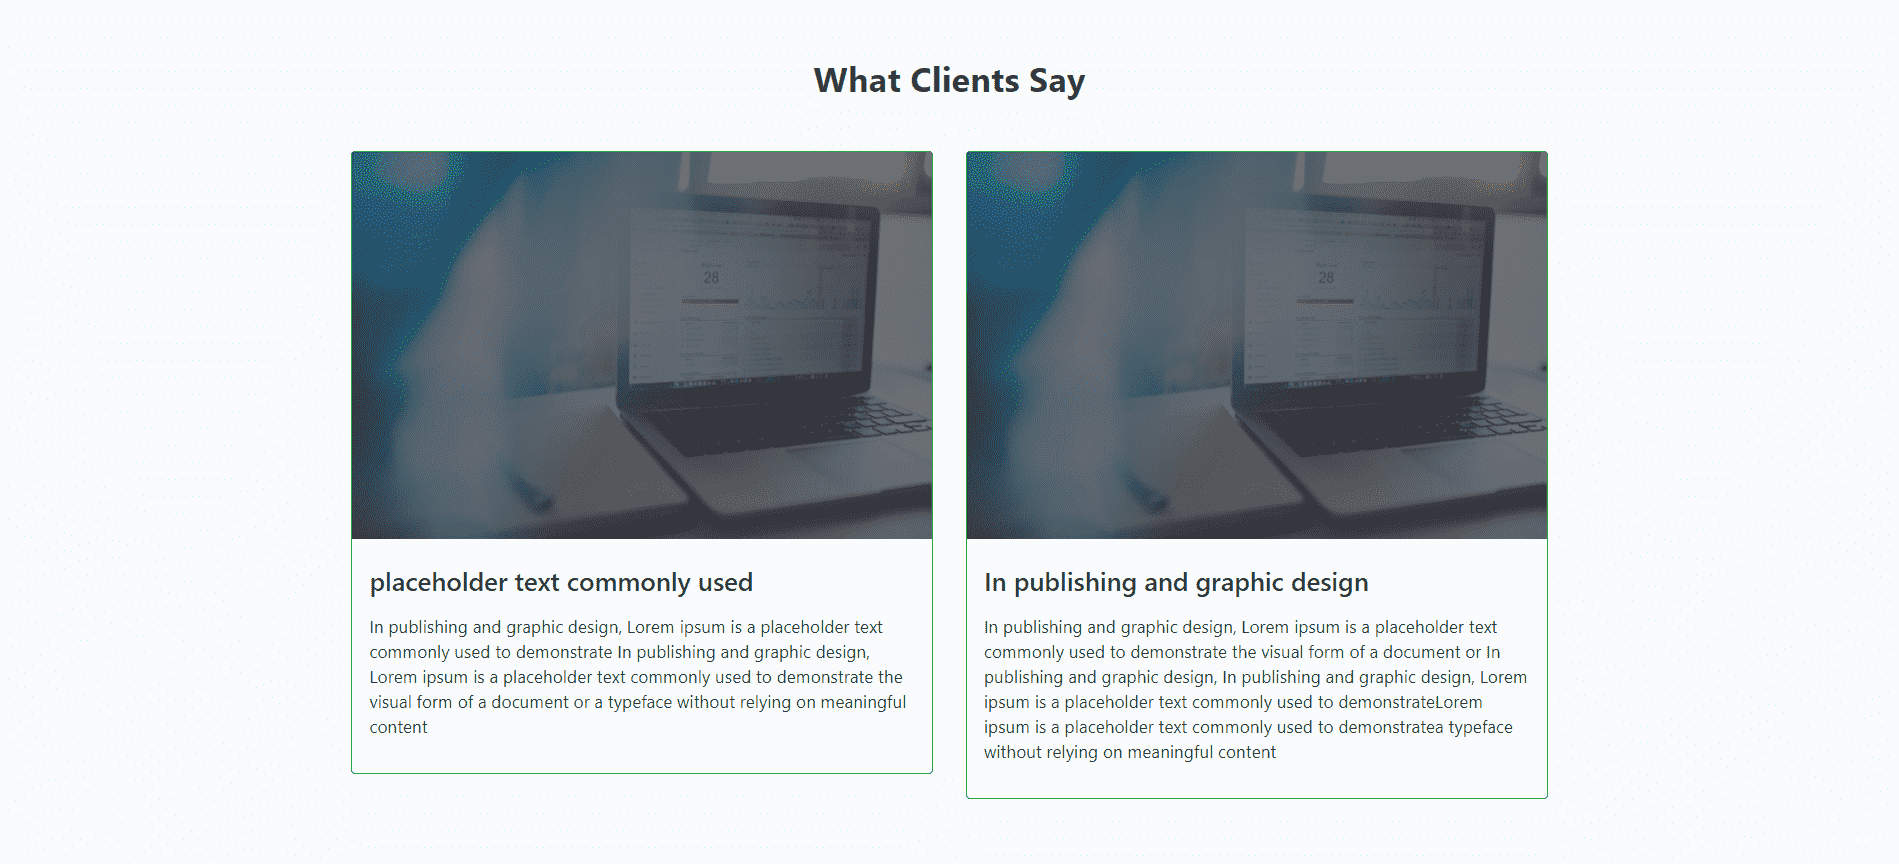 What Clients Say
28
28
placeholder text commonly used
In publishing and graphic design, Lorem ipsum is a placeholder text
commonly used to demonstrate In publishing and graphic design,
Lorem ipsum is a placeholder text commonly used to demonstrate the
visual form of a document or a typeface without relying on meaningful
content
In publishing and graphic design
In publishing and graphic design, Lorem ipsum is a placeholder text
commonly used to demonstrate the visual form of a document or In
publishing and graphic design, In publishing and graphic design, Lorem
ipsum is a placeholder text commonly used to demonstrateLorem
ipsum is a placeholder text commonly used to demonstratea typeface
without relying on meaningful content